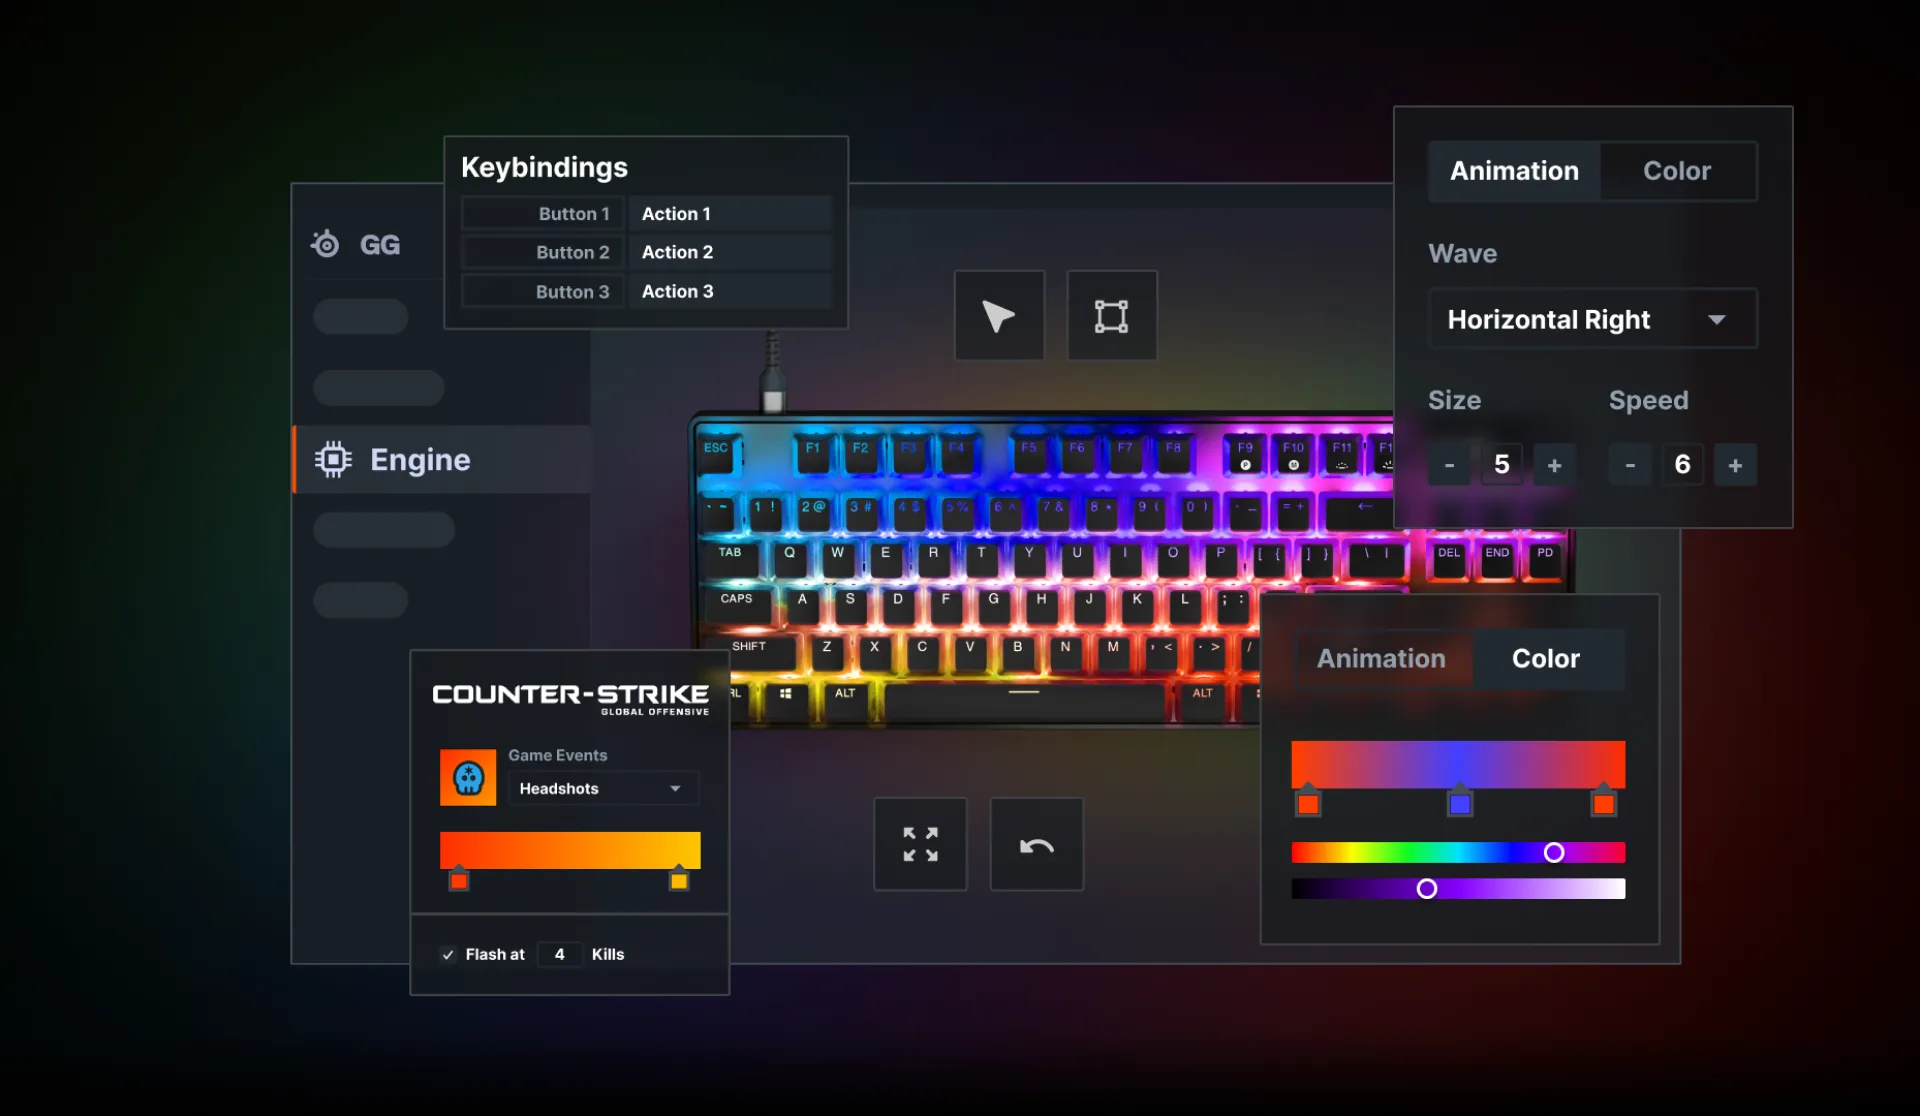 Keybindings
Button 1 Action 1
Button 2 Action 2
Button 3 Action 3
GG
Engine
Animation Color
Wave
Horizontal Right
Size Speed
- 5 + - 6 +
ESC F1 F2 F3 F4 F5 F6 F7 F8 F9 F10 F11 F1
` ~ 1 ! 2 @ 3 # 4 $ 5 % 6 ^ 7 & 8 * 9 ( 0 ) - _ = + ←
TAB Q W E R T Y U I O P [ { ] } \ | DEL END PD
CAPS A S D F G H J K L ; :
SHIFT Z X C V B N M , < . > /
RL ALT ALT
COUNTER-STRIKE
GLOBAL OFFENSIVE
Game Events
Headshots
Flash at 4 Kills
Animation Color